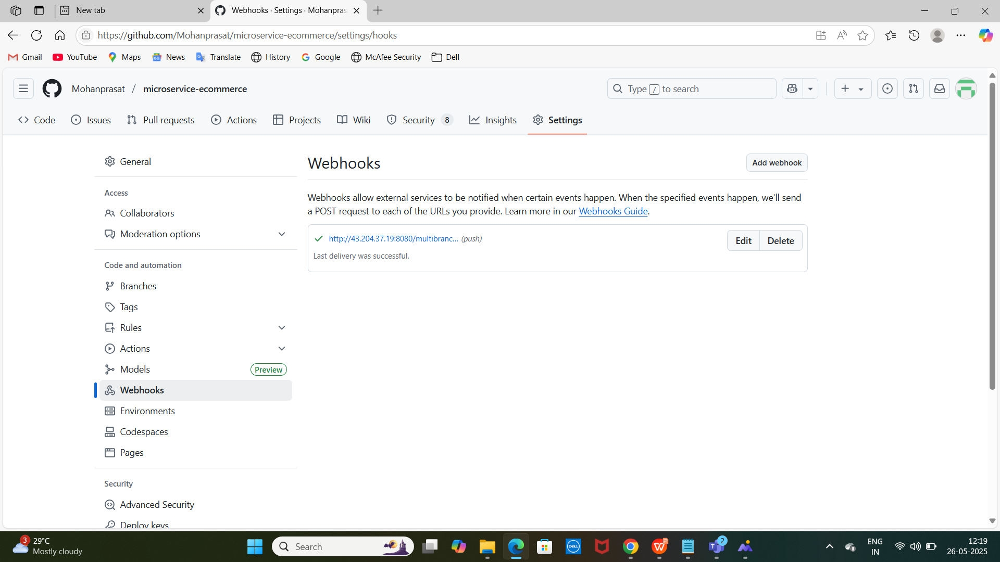 New tab
Webhooks · Settings · Mohanpras
https://github.com/Mohanprasat/microservice-ecommerce/settings/hooks
Gmail YouTube Maps News Translate History Google McAfee Security Dell
Mohanprasat / microservice-ecommerce
Type / to search
Code Issues Pull requests Actions Projects Wiki Security 8 Insights Settings
General
Access
Collaborators
Moderation options
Code and automation
Branches
Tags
Rules
Actions
Models Preview
Webhooks
Environments
Codespaces
Pages
Security
Advanced Security
Deploy keys
Webhooks
Add webhook
Webhooks allow external services to be notified when certain events happen. When the specified events happen, we'll send
a POST request to each of the URLs you provide. Learn more in our Webhooks Guide.
http://43.204.37.19:8080/multibranc... (push)
Edit Delete
Last delivery was successful.
3
29°C
Mostly cloudy
Search
DELL
2
ENG
IN
12:19
26-05-2025